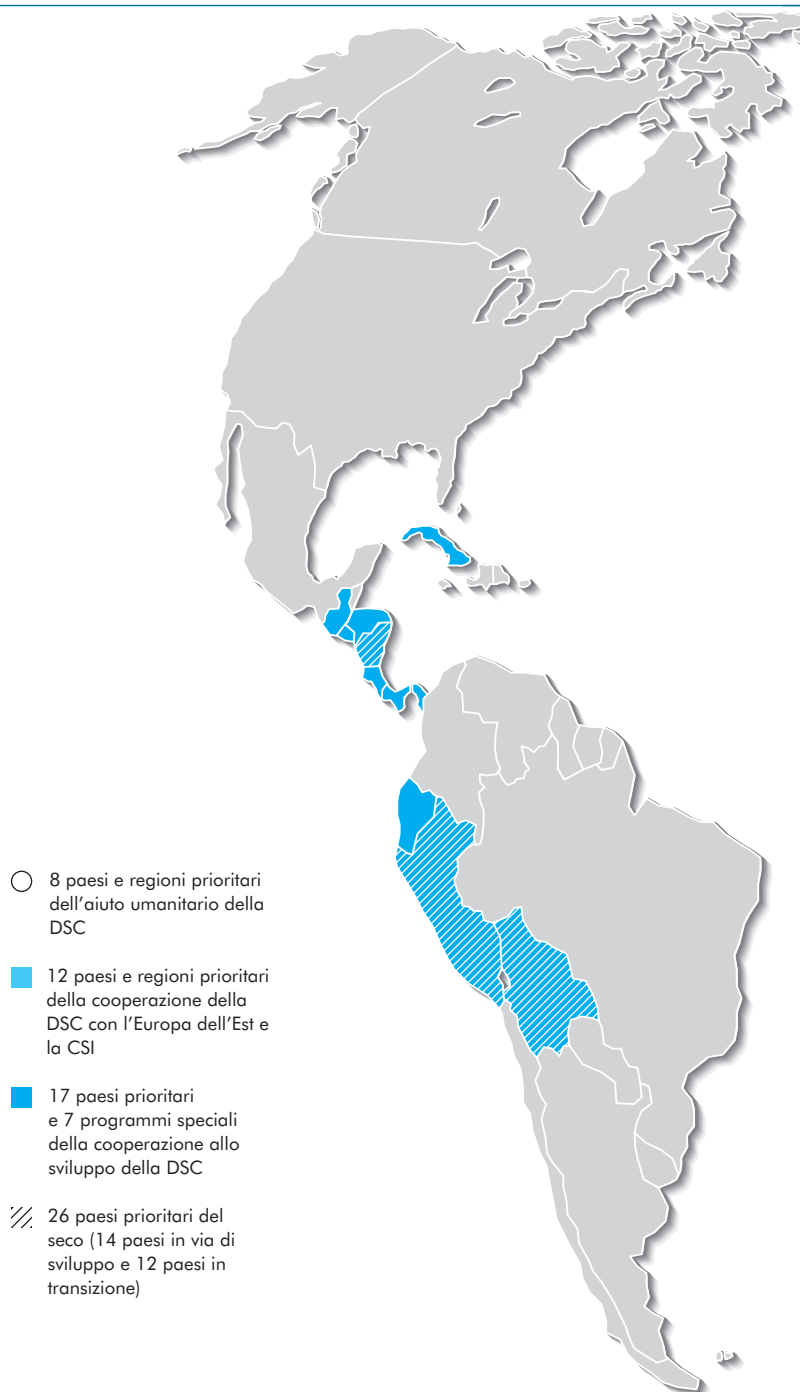 8 paesi e regioni prioritari
dell'aiuto umanitario della
DSC
12 paesi e regioni prioritari
della cooperazione della
DSC con l'Europa dell'Est e
la CSI
17 paesi prioritari
e 7 programmi speciali
della cooperazione allo
sviluppo della DSC
26 paesi prioritari del
seco (14 paesi in via di
sviluppo e 12 paesi in
transizione)